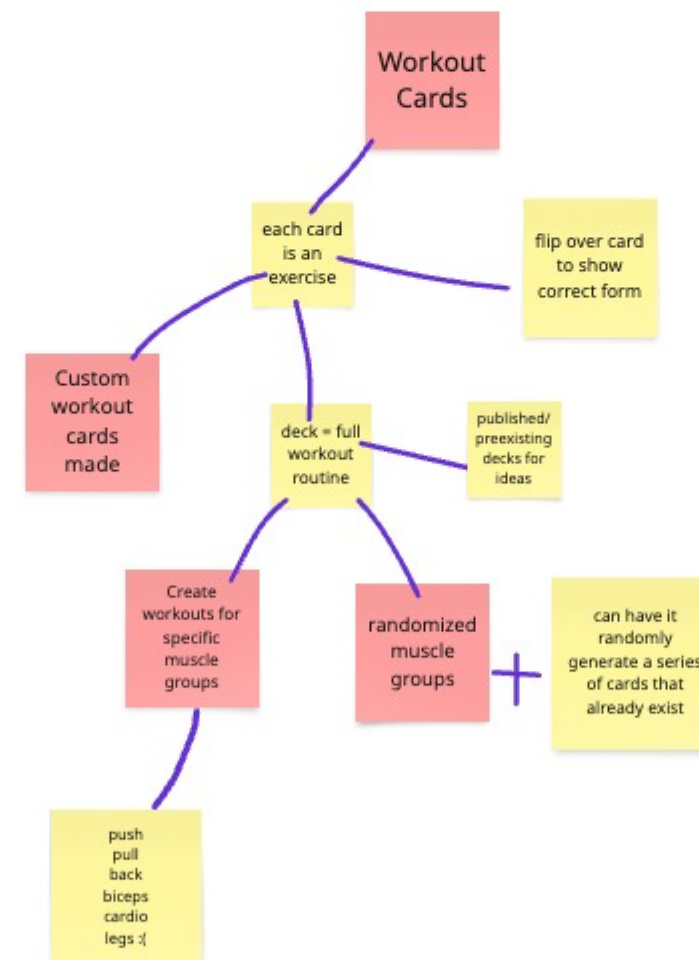 Workout
Cards
each card
is an
exercise
flip over card
to show
correct form
Custom
workout
cards
made
deck = full
workout
routine
published/
preexisting
decks for
ideas
Create
workouts for
specific
muscle
groups
randomized
muscle
groups
+
can have it
randomly
generate a series
of cards that
already exist
push
pull
back
biceps
cardio
legs :(